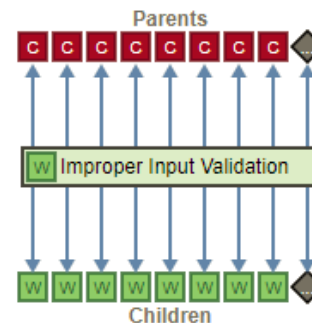 Parents
C C C C C C C C ...
W Improper Input Validation
W W W W W W W W ...
Children